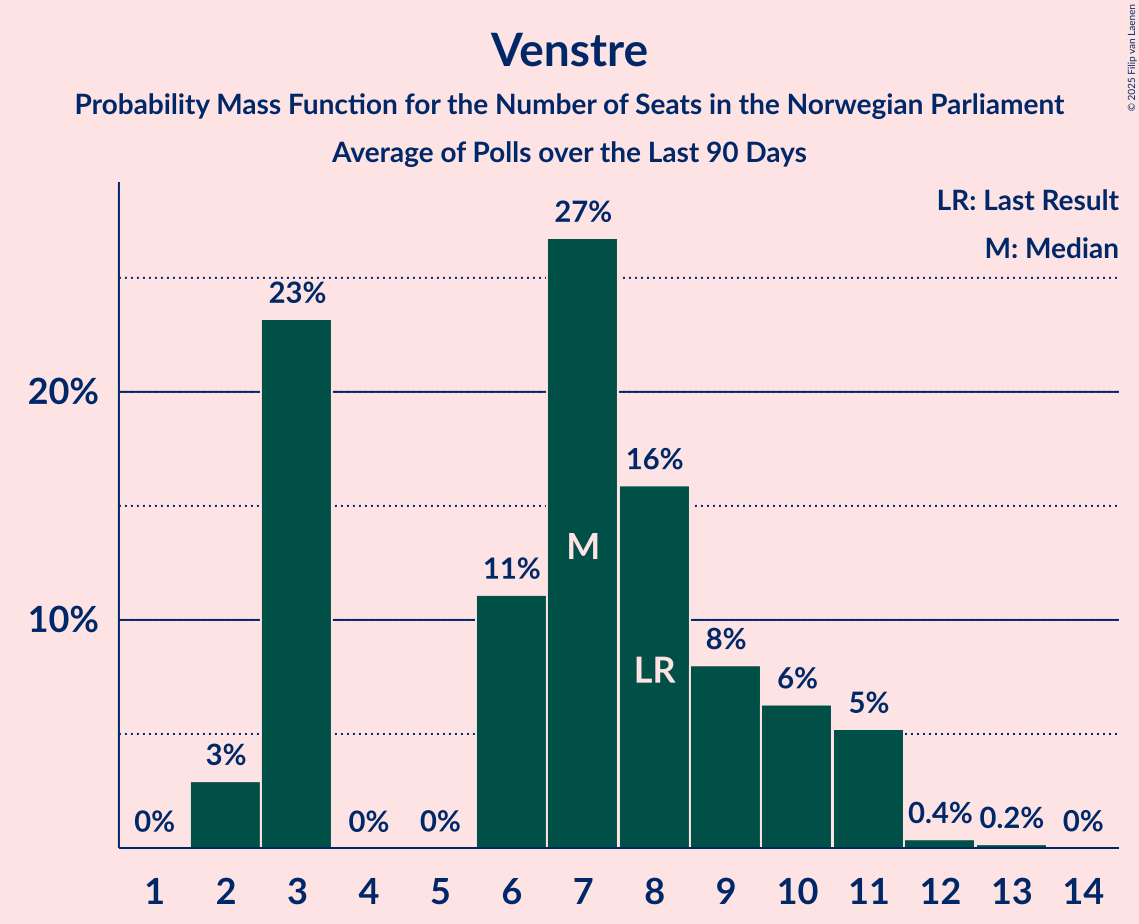 Venstre
Probability Mass Function for the Number of Seats in the Norwegian Parliament
Average of Polls over the Last 90 Days
© 2025 Filip van Laenen
LR: Last Result
M: Median
27%
23%
20%
16%
M
11%
10%
8%
LR
6%
5%
3%
0%
0%
0%
0.4%
0.2%
0%
1 2 3 4 5 6 7 8 9 10 11 12 13 14